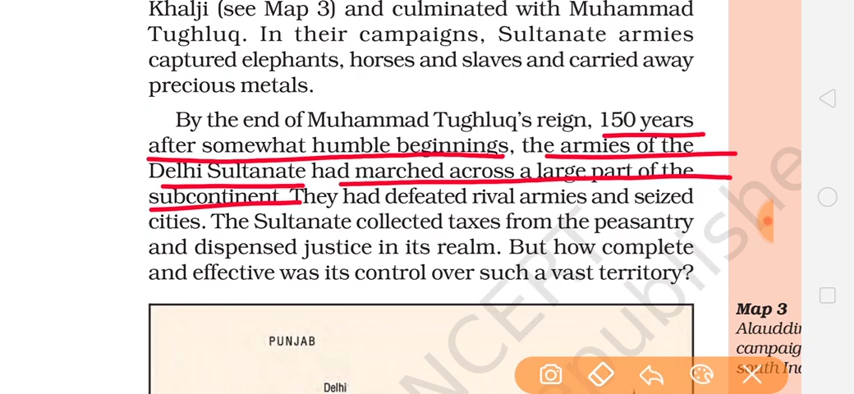 Khalji (see Map 3) and culminated with Muhammad
Tughluq. In their campaigns, Sultanate armies
captured elephants, horses and slaves and carried away
precious metals.
By the end of Muhammad Tughluq's reign, 150 years
after somewhat humble beginnings, the armies of the
Delhi Sultanate had marched across a large part of the
subcontinent. They had defeated rival armies and seized
cities. The Sultanate collected taxes from the peasantry
and dispensed justice in its realm. But how complete
and effective was its control over such a vast territory?
Map 3
campaig
south
PUNJAB
Delhi
NCERT